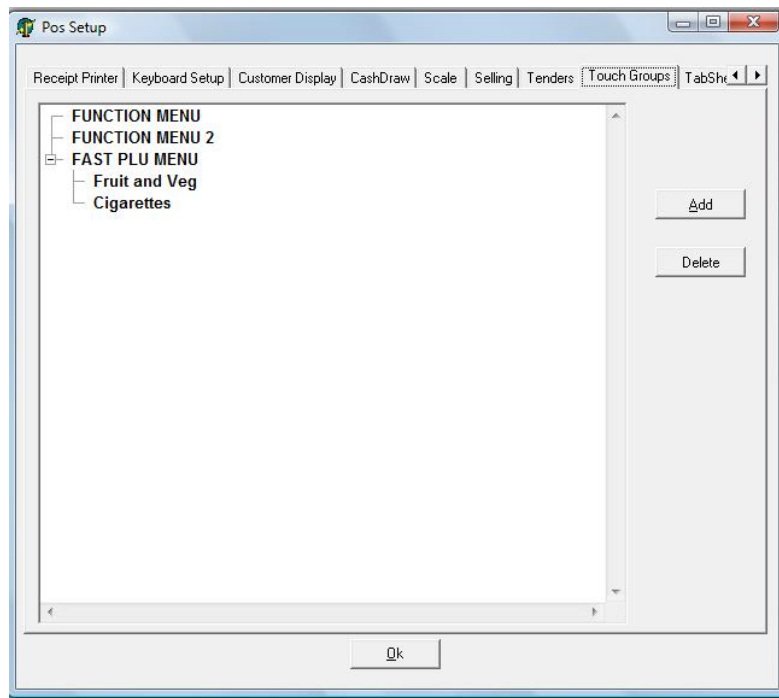 Pos Setup
Receipt Printer Keyboard Setup Customer Display CashDraw Scale Selling Tenders Touch Groups TabShe
FUNCTION MENU
FUNCTION MENU 2
FAST PLU MENU
Fruit and Veg
Cigarettes
Add
Delete
Ok